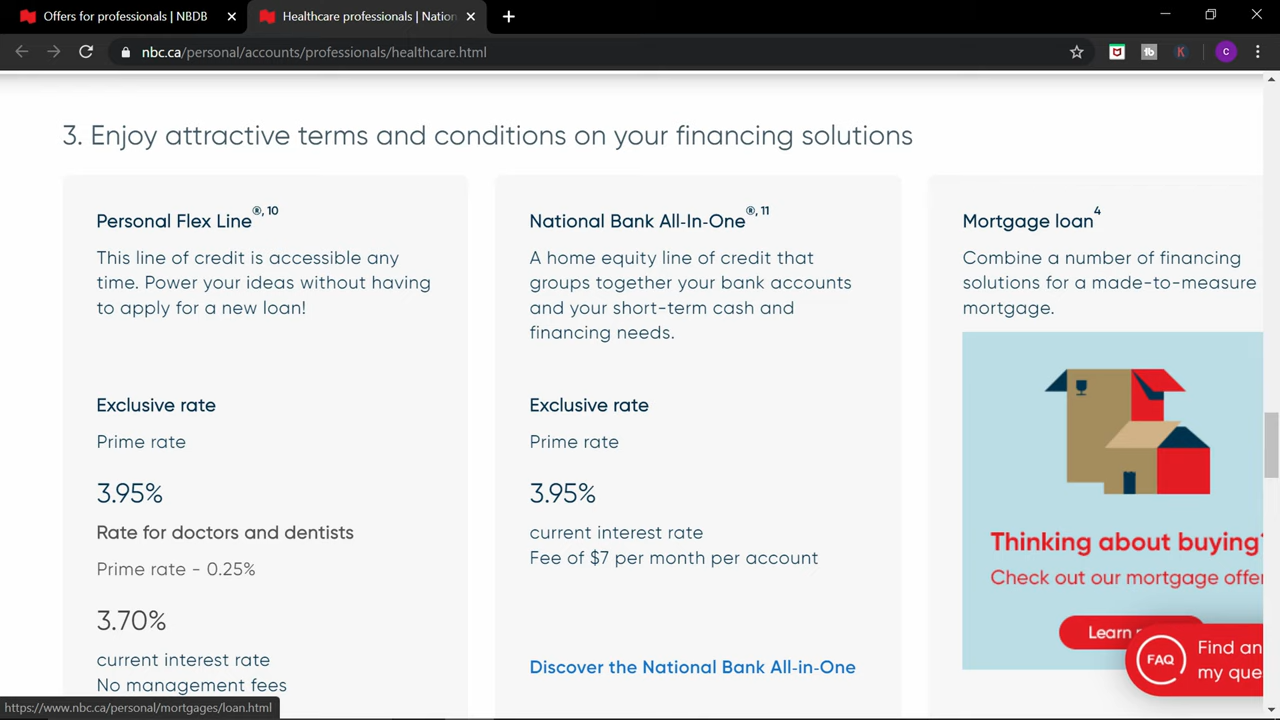 Offers for professionals | NBDB
Healthcare professionals | Nation
nbc.ca/personal/accounts/professionals/healthcare.html
fb
K
C
3. Enjoy attractive terms and conditions on your financing solutions
Personal Flex Line®, 10
This line of credit is accessible any
time. Power your ideas without having
to apply for a new loan!
Exclusive rate
Prime rate
3.95%
Rate for doctors and dentists
Prime rate - 0.25%
3.70%
current interest rate
No management fees
National Bank All-In-One®, 11
A home equity line of credit that
groups together your bank accounts
and your short-term cash and
financing needs.
Exclusive rate
Prime rate
3.95%
current interest rate
Fee of $7 per month per account
Discover the National Bank All-in-One
Mortgage loan4
Combine a number of financing
solutions for a made-to-measure
mortgage.
Thinking about buying?
Check out our mortgage offer
Learn
FAQ
Find an
my que
https://www.nbc.ca/personal/mortgages/loan.html